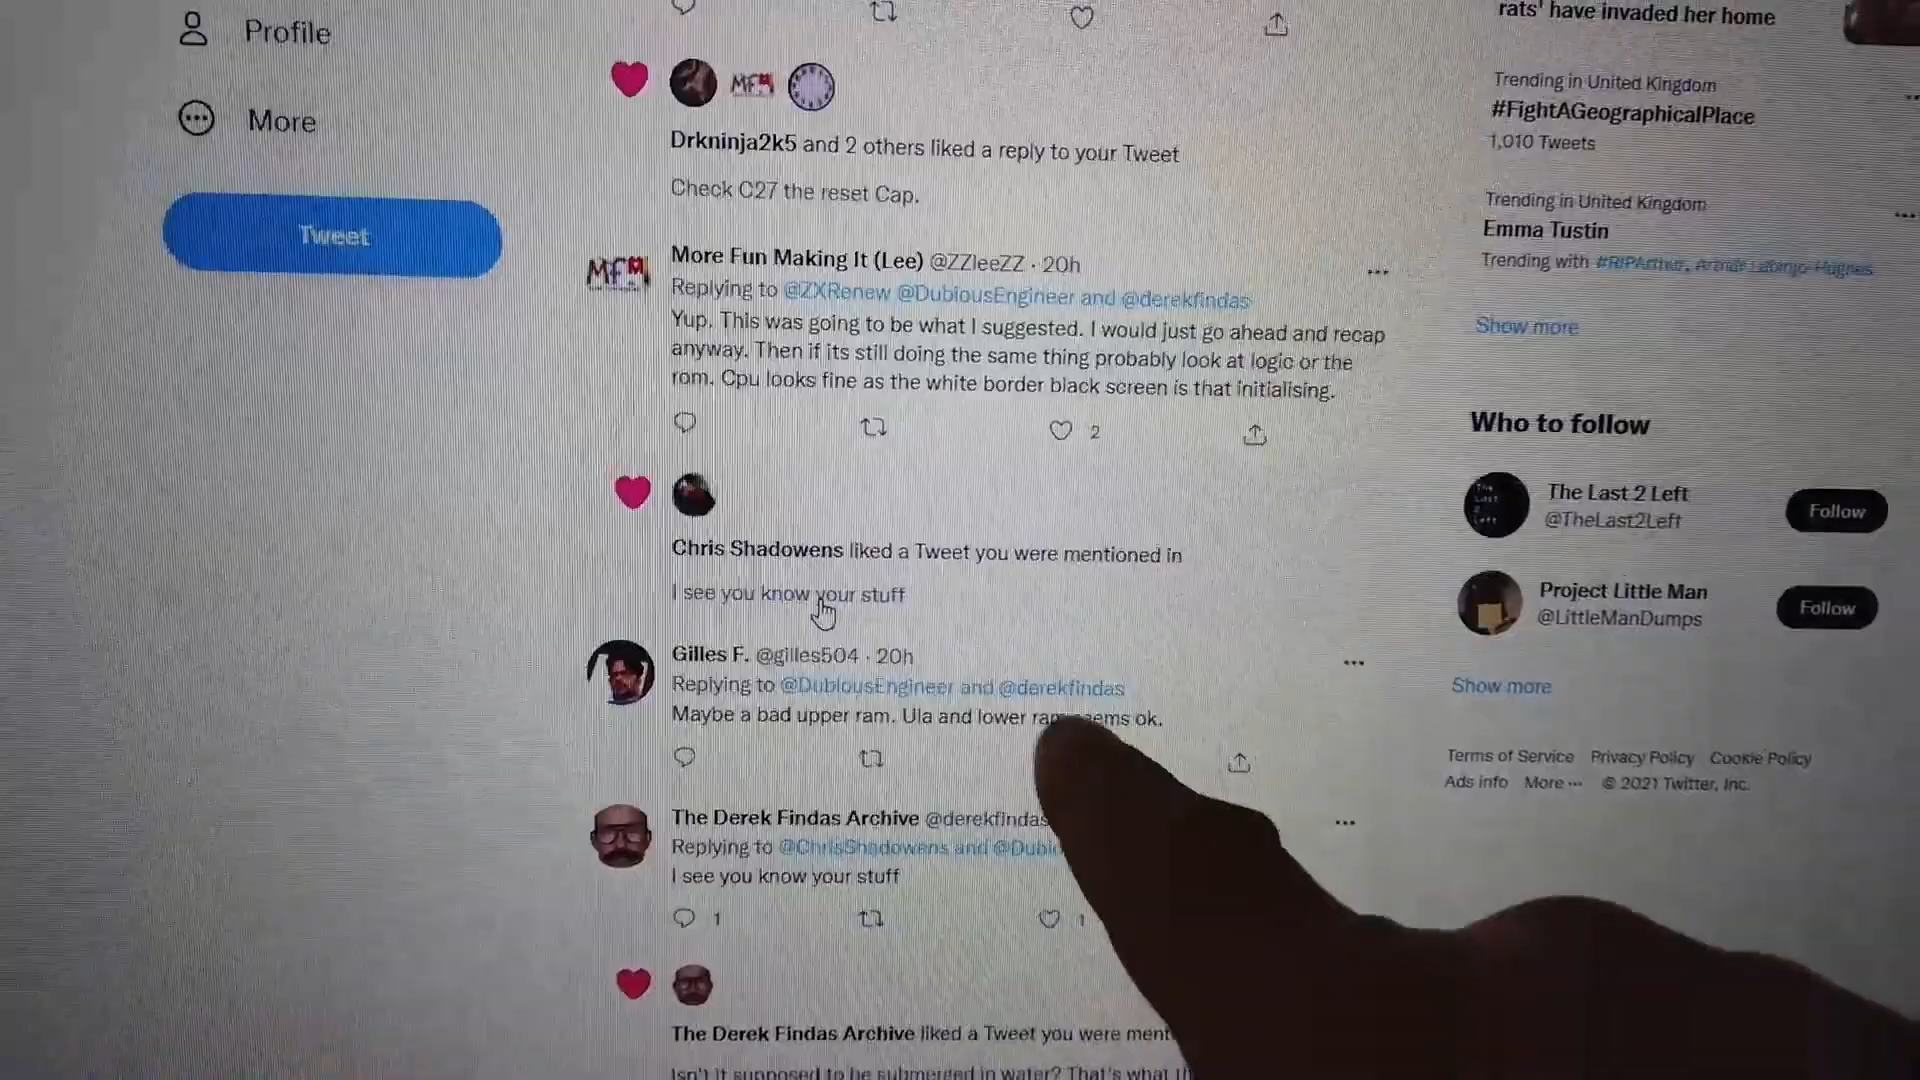 Profile
More
Tweet
MFM
Drkninja2k5 and 2 others liked a reply to your Tweet
Check C27 the reset Cap.
MFM
More Fun Making It (Lee) @ZZleeZZ · 20h
Replying to @ZXRenew @DubiousEngineer and @derekfindas
Yup. This was going to be what I suggested. I would just go ahead and recap
anyway. Then if its still doing the same thing probably look at logic or the
rom. Cpu looks fine as the white border black screen is that initialising.
2
Chris Shadowens liked a Tweet you were mentioned in
I see you know your stuff
Gilles F. @gilles504 · 20h
Replying to @DubiousEngineer and @derekfindas
Maybe a bad upper ram. Ula and lower ok.
The Derek Findas Archive @derekfindas
Replying to @ChrisShadowens and
I see you know your stuff
1
1
The Derek Findas Archive liked a Tweet you were
Isn't it supposed to be submerged in water? That's what
rats' have invaded her home
Trending in United Kingdom
#FightAGeographicalPlace
1,010 Tweets
Trending in United Kingdom
Emma Tustin
Trending with #RIPArthur,
Show more
Who to follow
The Last 2 Left
@TheLast2Left
Follow
Project Little Man
@LittleManDumps
Follow
Show more
Terms of Service Privacy Policy Cookie Policy
Ads info More ··· © 2021 Twitter, Inc.